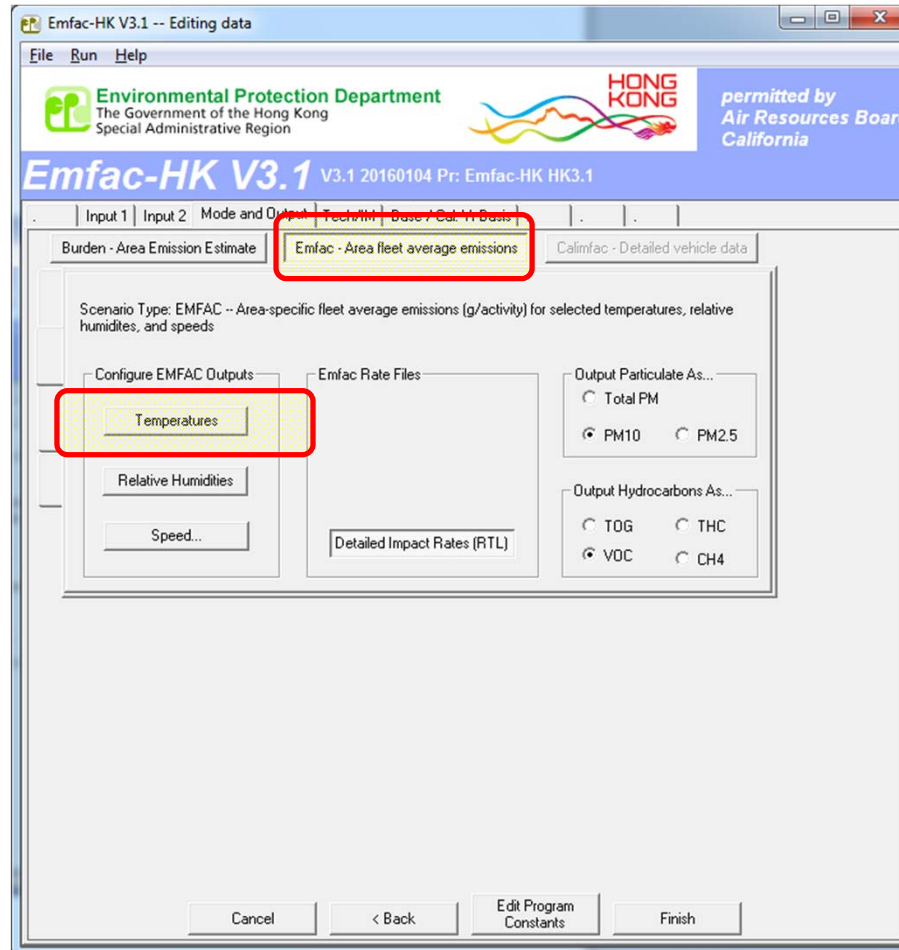 Emfac-HK V3.1 -- Editing data
File Run Help
Environmental Protection Department
The Government of the Hong Kong
Special Administrative Region
HONG
KONG
permitted by
Air Resources Boar
California
Emfac-HK V3.1 V3.1 20160104 Pr: Emfac-HK HK3.1
. Input 1 Input 2 Mode and Output Tech/IM . .
Burden - Area Emission Estimate Emfac - Area fleet average emissions Calimfac - Detailed vehicle data
Scenario Type: EMFAC -- Area-specific fleet average emissions (g/activity) for selected temperatures, relative
humidites, and speeds
Configure EMFAC Outputs Emfac Rate Files Output Particulate As...
Total PM
Temperatures
PM10 PM2.5
Relative Humidities
Output Hydrocarbons As...
TOG THC
Speed...
Detailed Impact Rates (RTL)
VOC CH4
Cancel < Back Edit Program
Constants Finish